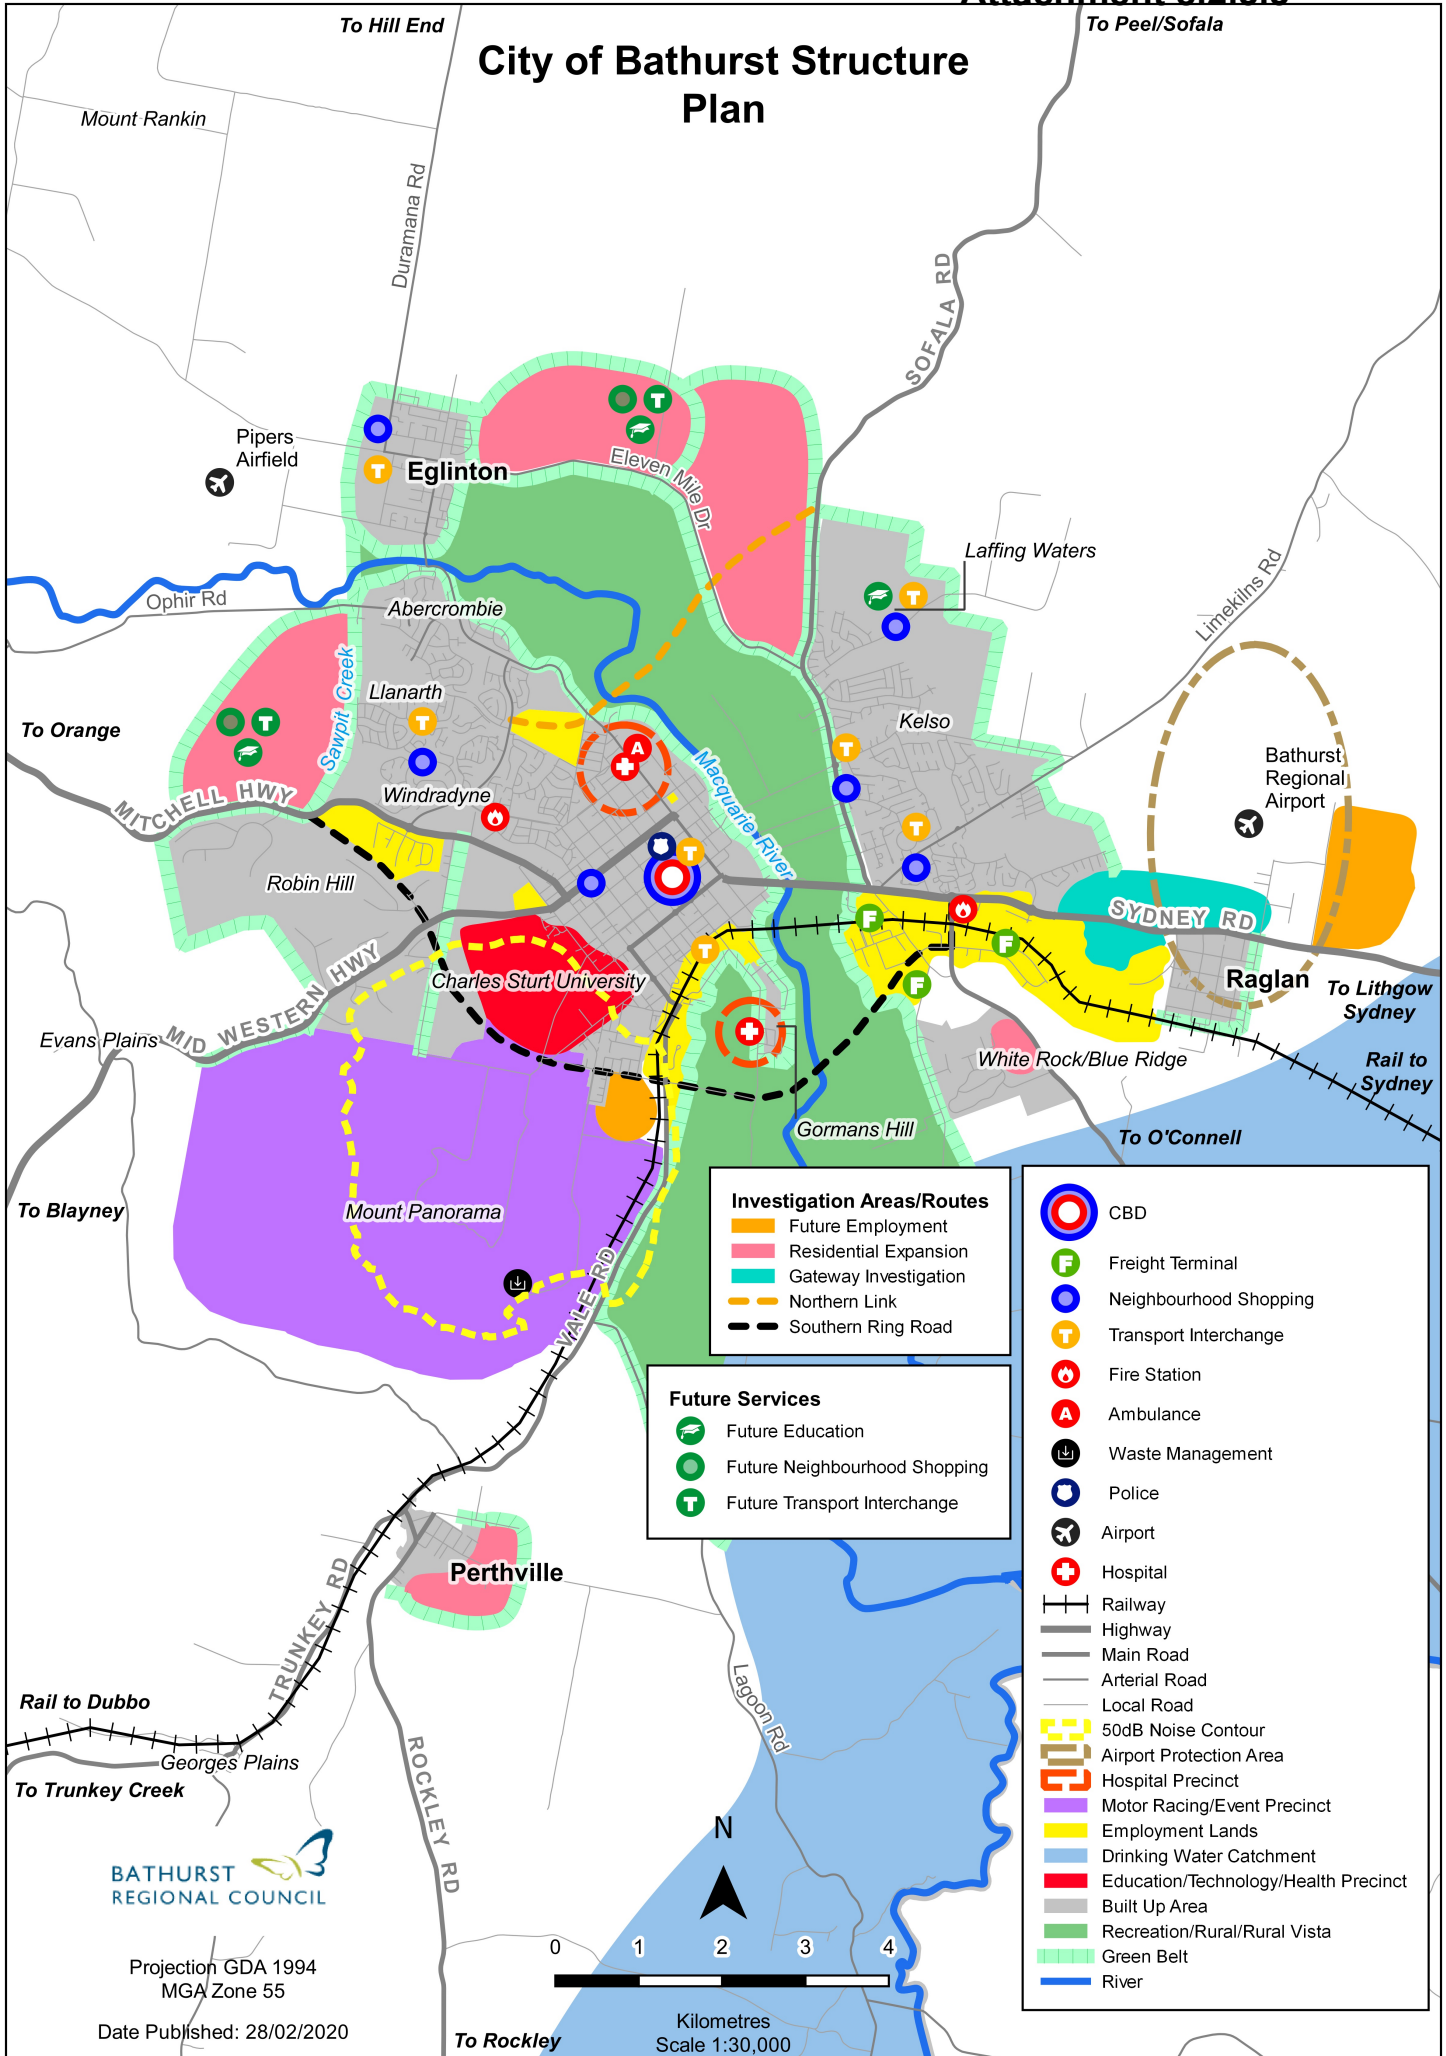 Attachment 8.2.3.3
To Hill End
To Peel/Sofala
City of Bathurst Structure
Plan
Mount Rankin
Duramana Rd
SOFALA RD
Pipers
Airfield
Eglinton
Eleven Mile Dr
Laffing Waters
Limekilns Rd
Ophir Rd
Abercrombie
Sawpit Creek
Llanarth
To Orange
Kelso
Macquarie River
Bathurst
Regional
Airport
MITCHELL HWY
Windradyne
A
T
Robin Hill
SYDNEY RD
F
Charles Sturt University
Raglan
To Lithgow
Sydney
MID WESTERN HWY
Evans Plains
White Rock/Blue Ridge
Rail to
Sydney
Gormans Hill
To O'Connell
To Blayney
Mount Panorama
VALE RD
Investigation Areas/Routes
Future Employment
Residential Expansion
Gateway Investigation
Northern Link
Southern Ring Road
Future Services
Future Education
Future Neighbourhood Shopping
T Future Transport Interchange
CBD
F Freight Terminal
Neighbourhood Shopping
T Transport Interchange
Fire Station
A Ambulance
Waste Management
Police
Airport
Hospital
Railway
Highway
Main Road
Arterial Road
Local Road
50dB Noise Contour
Airport Protection Area
Hospital Precinct
Motor Racing/Event Precinct
Employment Lands
Drinking Water Catchment
Education/Technology/Health Precinct
Built Up Area
Recreation/Rural/Rural Vista
Green Belt
River
Perthville
TRUNKEY RD
Lagoon Rd
Rail to Dubbo
Georges Plains
To Trunkey Creek
ROCKLEY RD
BATHURST
REGIONAL COUNCIL
N
0 1 2 3 4
Kilometres
Scale 1:30,000
Projection GDA 1994
MGA Zone 55
Date Published: 28/02/2020
To Rockley